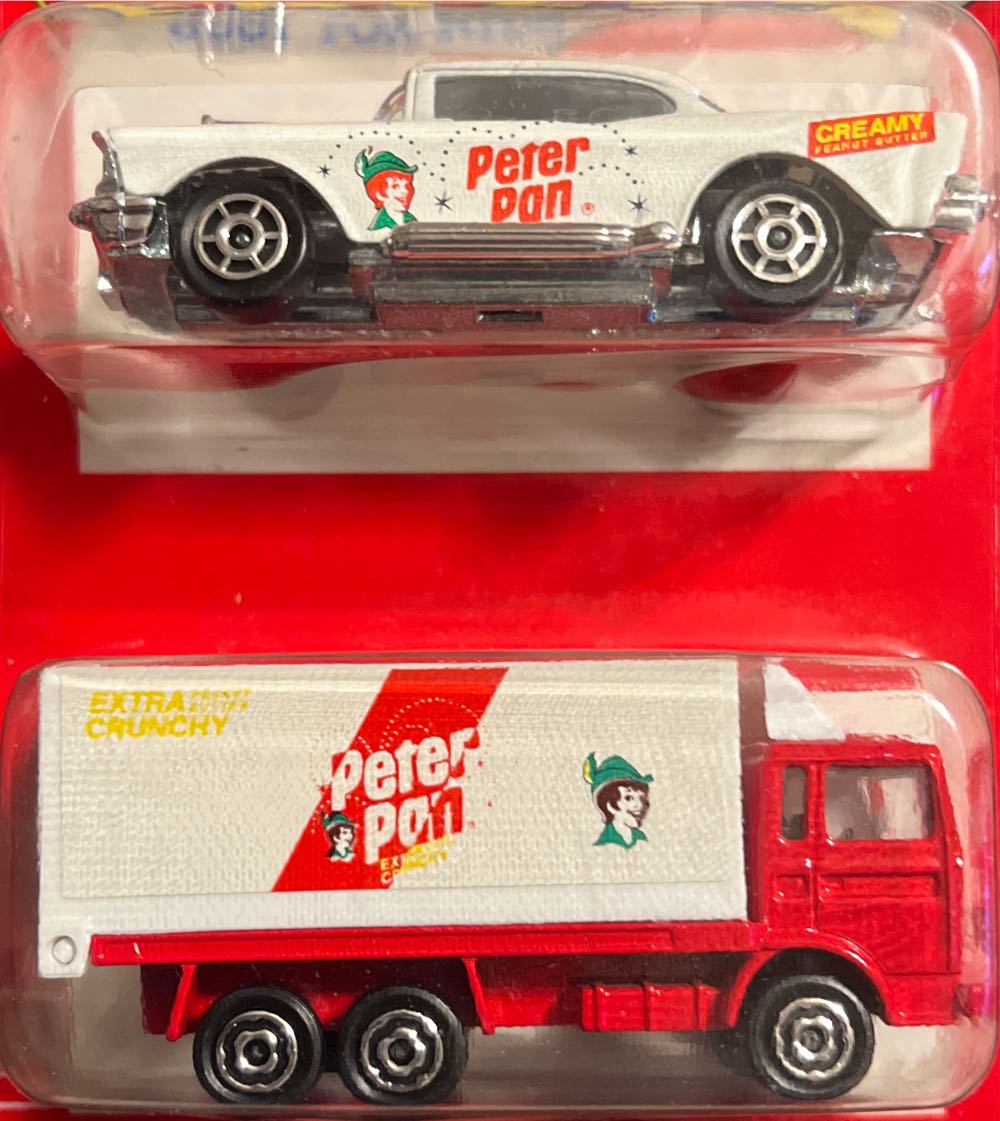 Peter
pan ®
CREAMY
PEANUT BUTTER
EXTRA
CRUNCHY
Peter
pan
EXTRA
CRUNCHY